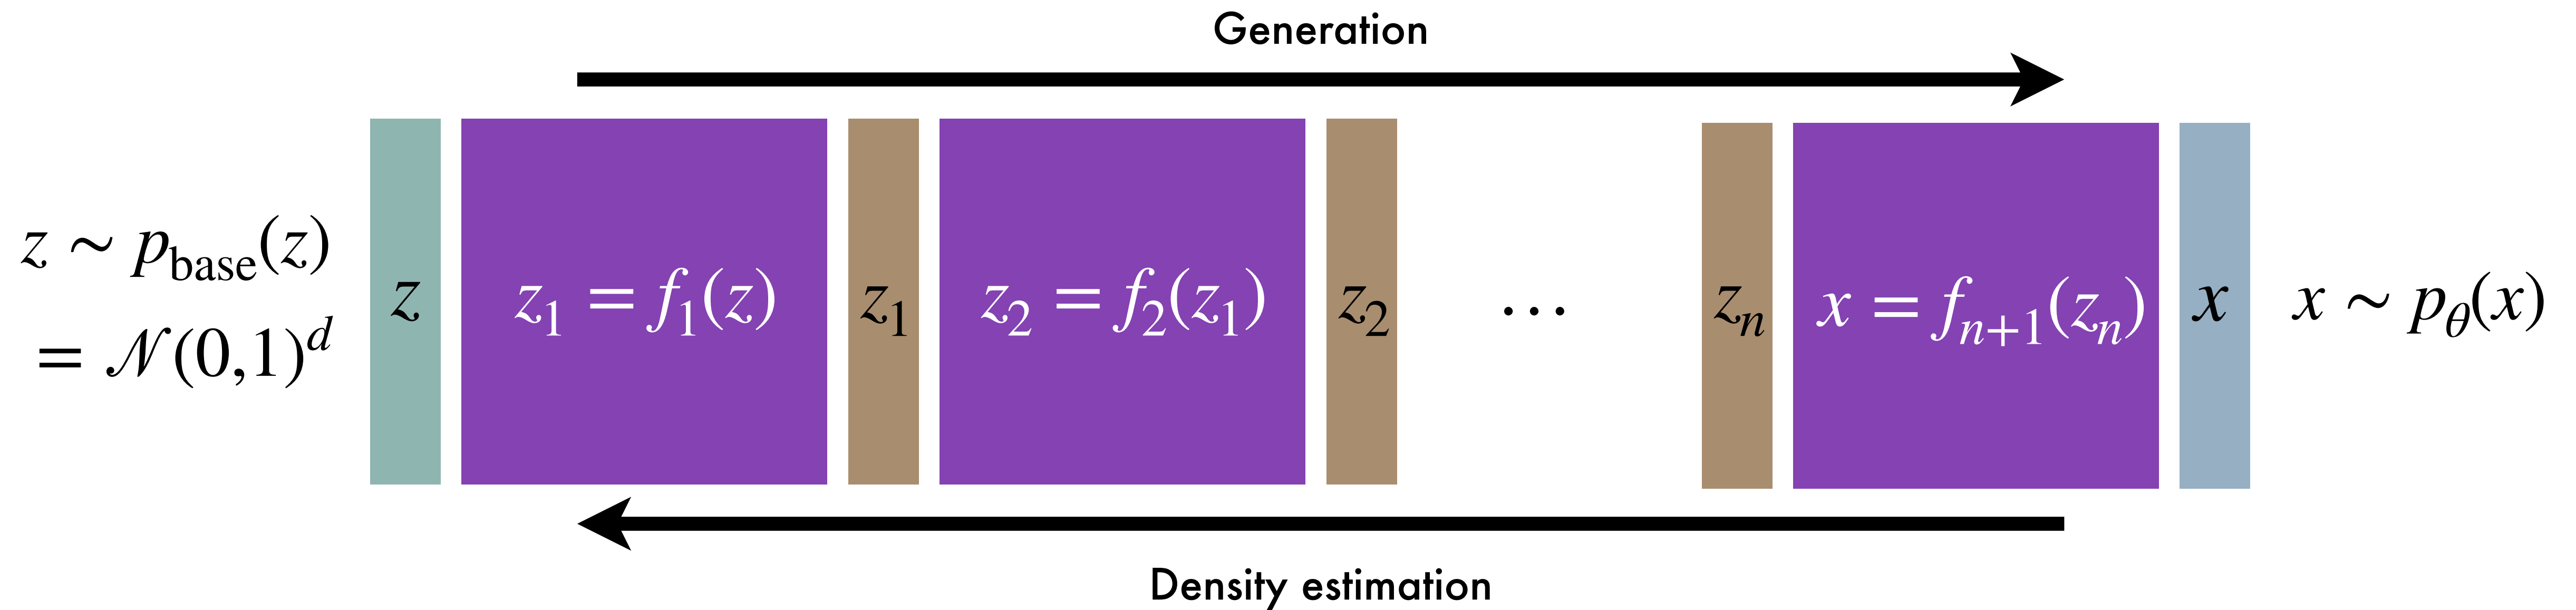 Generation
z ∼ p_base(z)
= 𝒩(0,1)^d
z
z_1 = f_1(z)
z_1
z_2 = f_2(z_1)
z_2
⋯
z_n
x = f_{n+1}(z_n)
x
x ∼ p_θ(x)
Density estimation